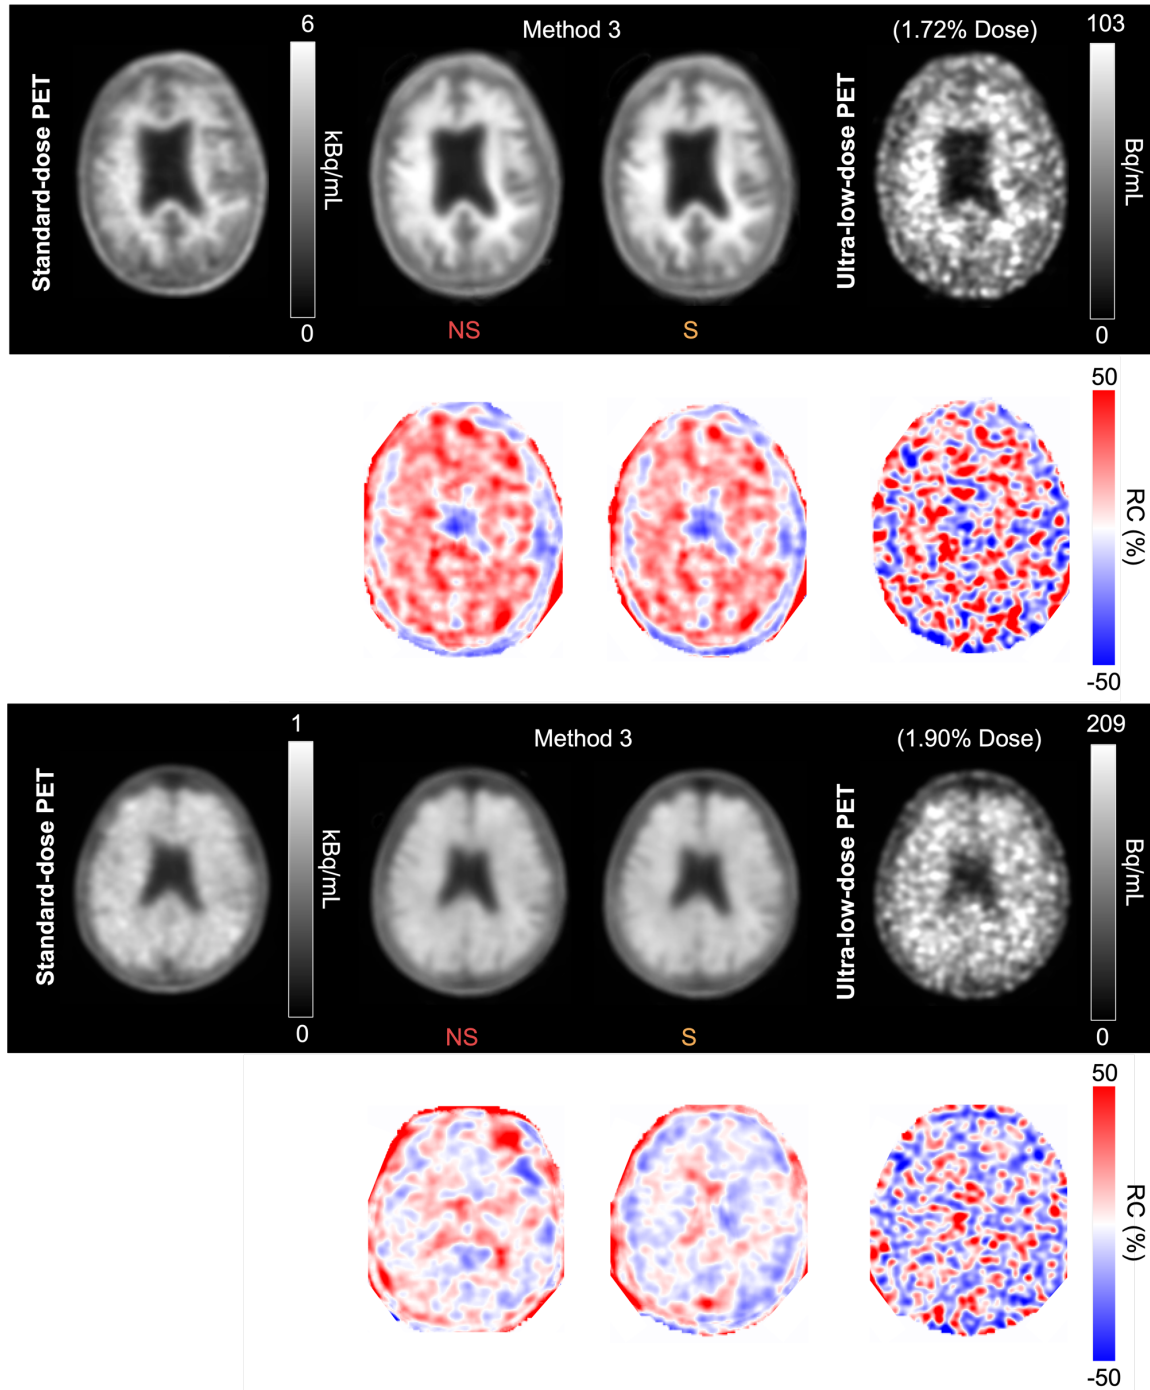 Standard-dose PET
6
kBq/mL
0
Method 3
NS
S
Ultra-low-dose PET
(1.72% Dose)
103
Bq/mL
0
50
RC (%)
-50
Standard-dose PET
1
kBq/mL
0
Method 3
NS
S
Ultra-low-dose PET
(1.90% Dose)
209
Bq/mL
0
50
RC (%)
-50